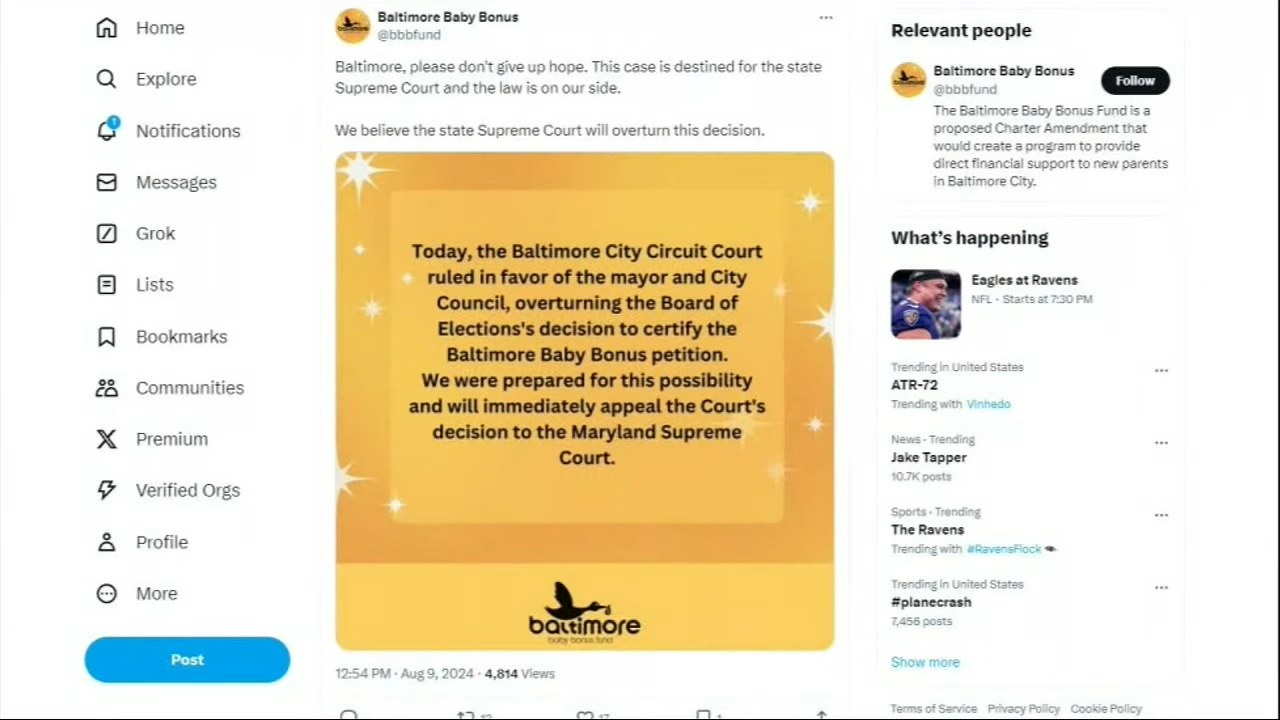 Home
Explore
1
Notifications
Messages
Grok
Lists
Bookmarks
Communities
Premium
Verified Orgs
Profile
More
Post
Baltimore Baby Bonus
@bbbfund
Baltimore, please don't give up hope. This case is destined for the state
Supreme Court and the law is on our side.
We believe the state Supreme Court will overturn this decision.
Today, the Baltimore City Circuit Court
ruled in favor of the mayor and City
Council, overturning the Board of
Elections's decision to certify the
Baltimore Baby Bonus petition.
We were prepared for this possibility
and will immediately appeal the Court's
decision to the Maryland Supreme
Court.
baltimore
baby bonus fund
12:54 PM · Aug 9, 2024 · 4,814 Views
Relevant people
Baltimore Baby Bonus
@bbbfund
Follow
The Baltimore Baby Bonus Fund is a
proposed Charter Amendment that
would create a program to provide
direct financial support to new parents
in Baltimore City.
What's happening
Eagles at Ravens
NFL · Starts at 7:30 PM
Trending in United States
ATR-72
Trending with Vinhedo
News · Trending
Jake Tapper
10.7K posts
Sports · Trending
The Ravens
Trending with #RavensFlock
Trending in United States
#planecrash
7,456 posts
Show more
Terms of Service Privacy Policy Cookie Policy